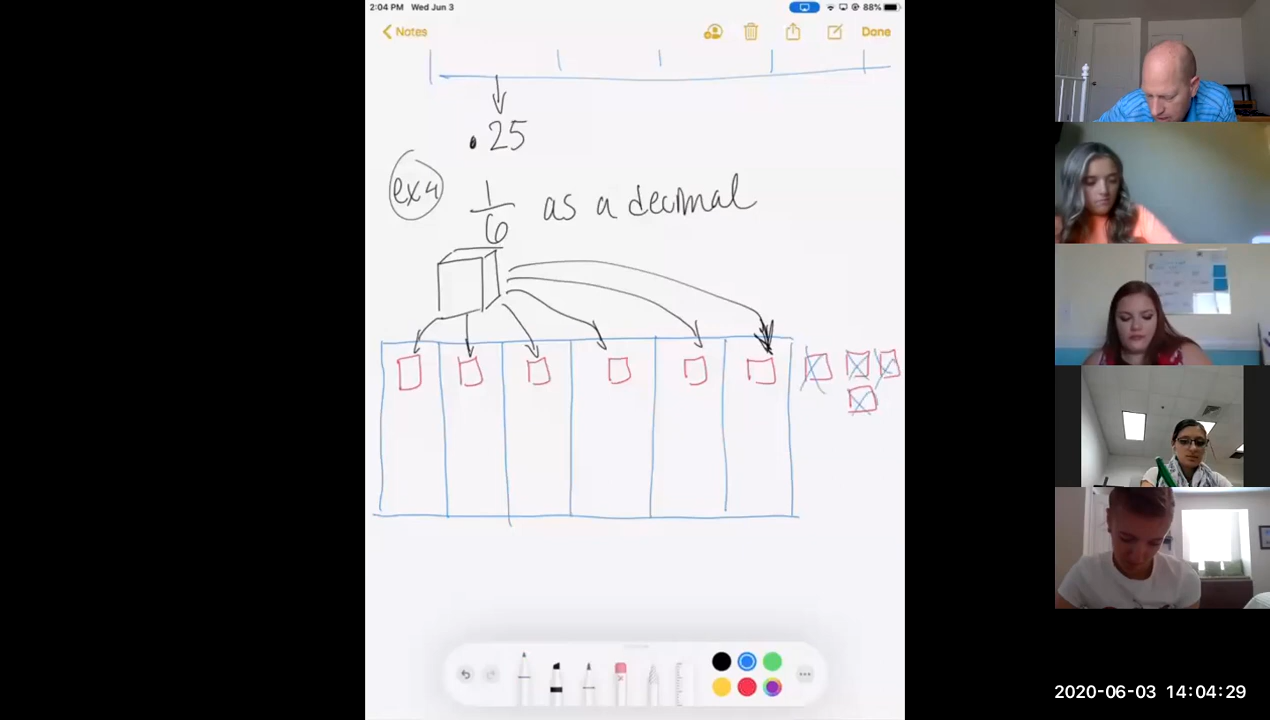 2:04 PM Wed Jun 3
88%
Notes
Done
.25
ex4
1
6
as a decimal
2020-06-03 14:04:29